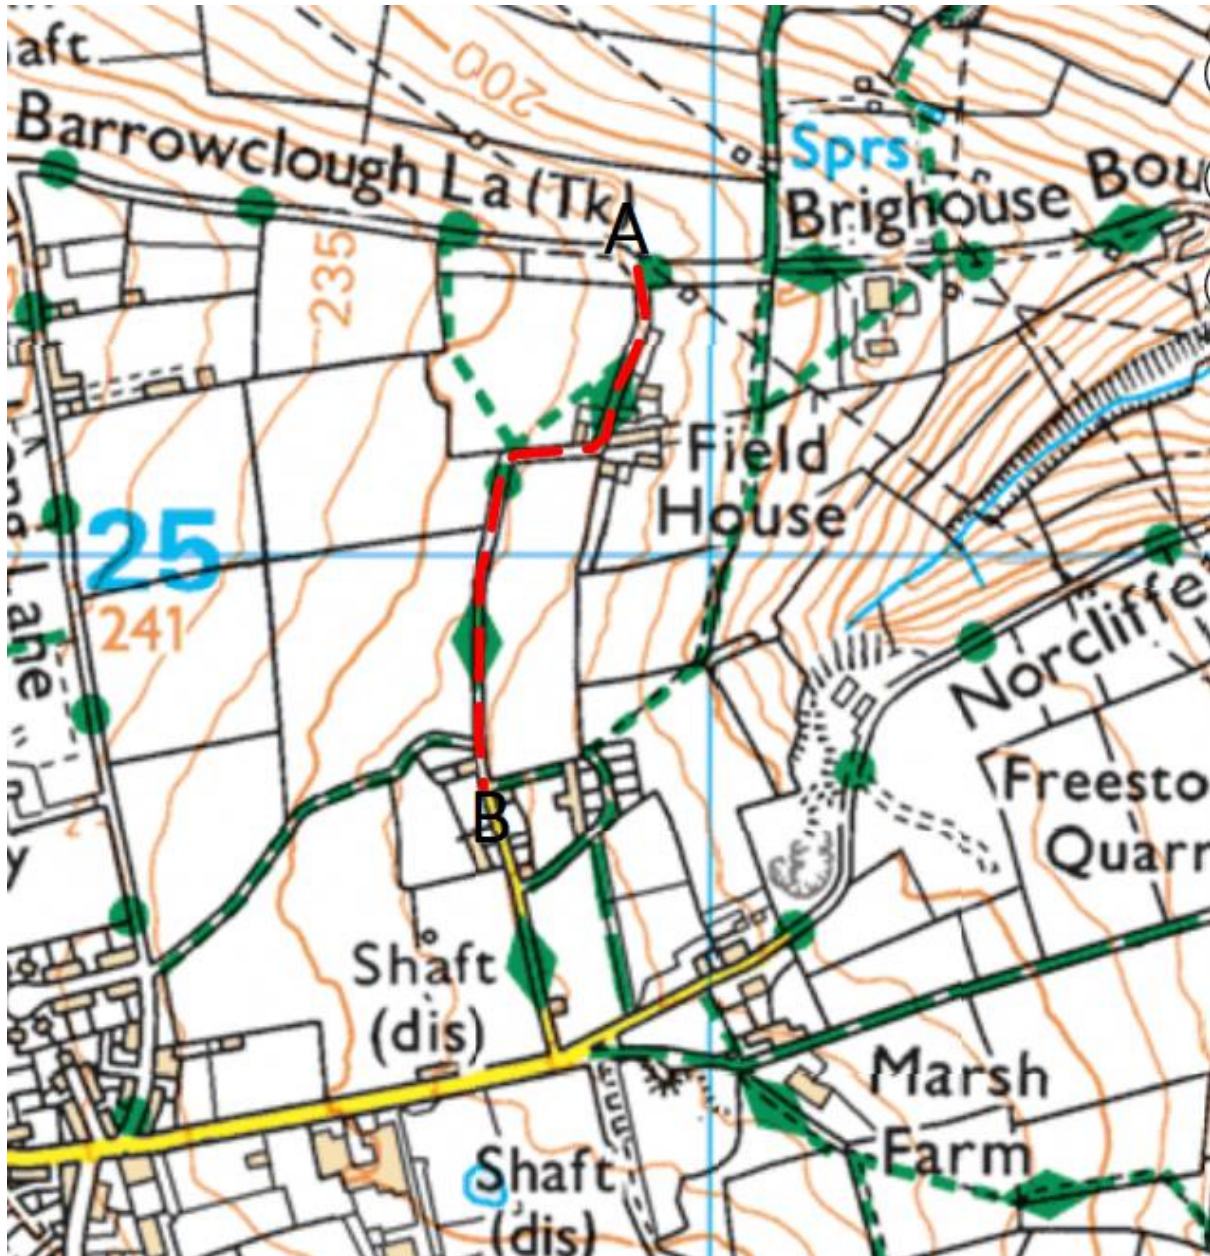 aft
200
Barrowclough La (Tk)
A
Sprs
Brighouse Bou
235
Field
House
25
241
Lane
Norcliffe
B
Freesto
Quarr
y
Shaft
(dis)
Marsh
Farm
Shaft
(dis)